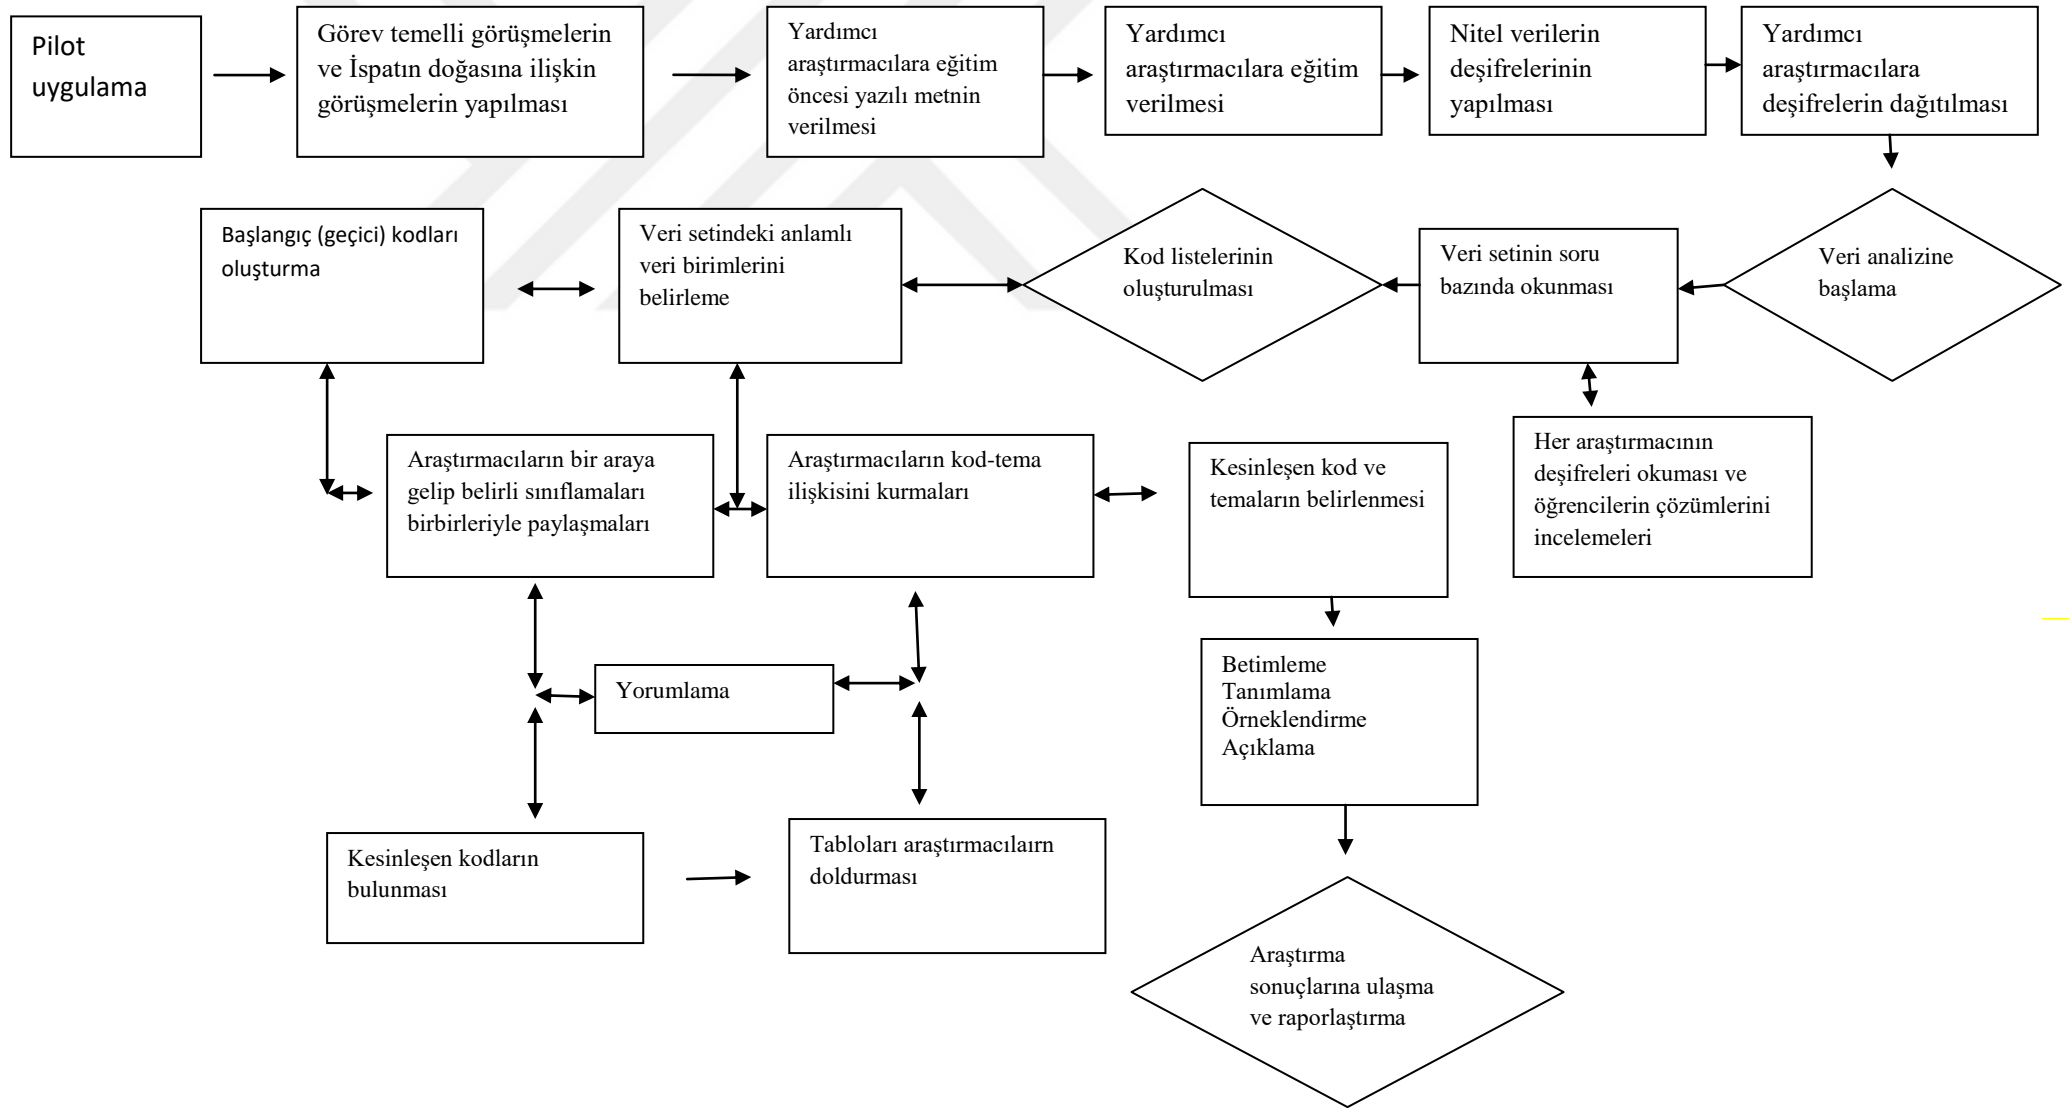 Pilot
uygulama
Görev temelli görüşmelerin
ve İspatın doğasına ilişkin
görüşmelerin yapılması
Yardımcı
araştırmacılara eğitim
öncesi yazılı metnin
verilmesi
Yardımcı
araştırmacılara eğitim
verilmesi
Nitel verilerin
deşifrelerinin
yapılması
Yardımcı
araştırmacılara
deşifrelerin dağıtılması
Başlangıç (geçici) kodları
oluşturma
Veri setindeki anlamlı
veri birimlerini
belirleme
Kod listelerinin
oluşturulması
Veri setinin soru
bazında okunması
Veri analizine
başlama
Araştırmacıların bir araya
gelip belirli sınıflamaları
birbirleriyle paylaşmaları
Araştırmacıların kod-tema
ilişkisini kurmaları
Kesinleşen kod ve
temaların belirlenmesi
Her araştırmacının
deşifreleri okuması ve
öğrencilerin çözümlerini
incelemeleri
Yorumlama
Betimleme
Tanımlama
Örneklendirme
Açıklama
Kesinleşen kodların
bulunması
Tabloları araştırmacılaırn
doldurması
Araştırma
sonuçlarına ulaşma
ve raporlaştırma